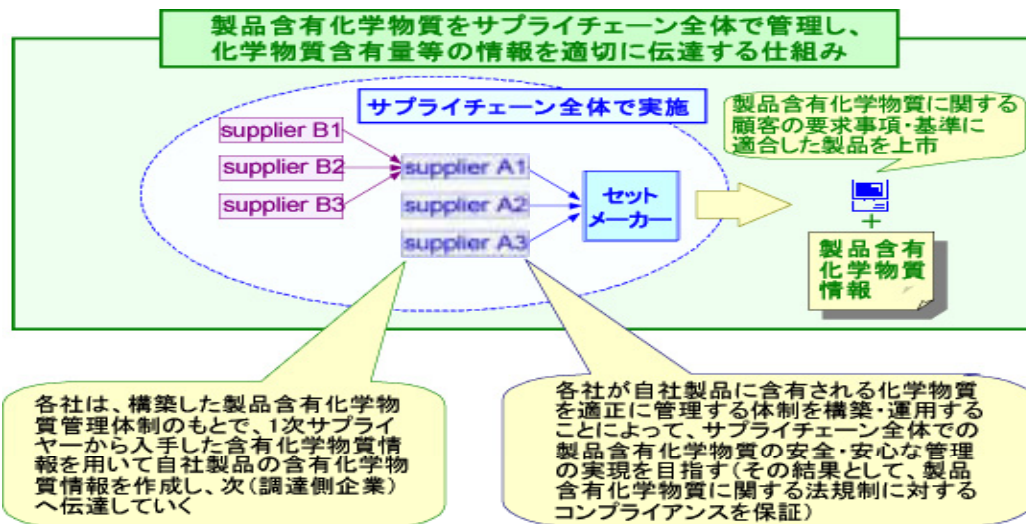 製品含有化学物質をサプライチェーン全体で管理し、
化学物質含有量等の情報を適切に伝達する仕組み
サプライチェーン全体で実施
supplier B1
supplier B2
supplier B3
supplier A1
supplier A2
supplier A3
セット
メーカー
製品含有化学物質に関する
顧客の要求事項・基準に
適合した製品を上市
+
製品含有
化学物質
情報
各社は、構築した製品含有化学物
質管理体制のもとで、1次サプライ
ヤーから入手した含有化学物質情
報を用いて自社製品の含有化学物
質情報を作成し、次(調達側企業)
へ伝達していく
各社が自社製品に含有される化学物質
を適正に管理する体制を構築・運用する
ことによって、サプライチェーン全体での
製品含有化学物質の安全・安心な管理
の実現を目指す(その結果として、製品
含有化学物質に関する法規制に対する
コンプライアンスを保証)